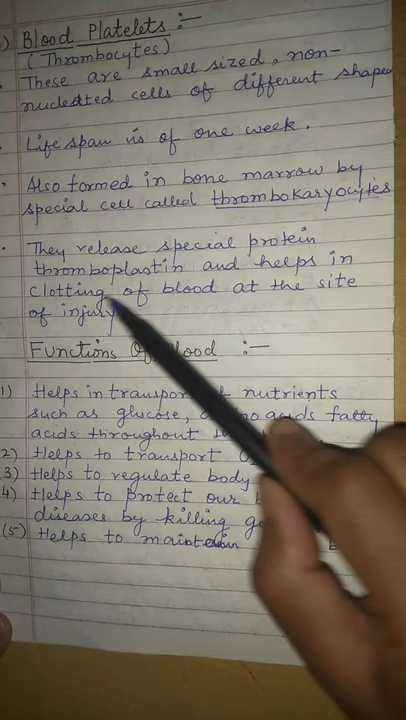 ) Blood Platelets :-
(Thrombocytes)
These are small sized, non-
nucleated cells of different shaped
Life span is of one week.
Also formed in bone marrow by
special cell called thrombokaryocytes
They release special protein
thromboplastin and helps in
clotting of blood at the site
of injury
Functions Of Blood :-
1) Helps in transport nutrients
such as glucose, acids fatty
acids throughout
2) Helps to transport
(3) Helps to regulate body
4) Helps to protect our
diseases by killing
(5) Helps to maintain